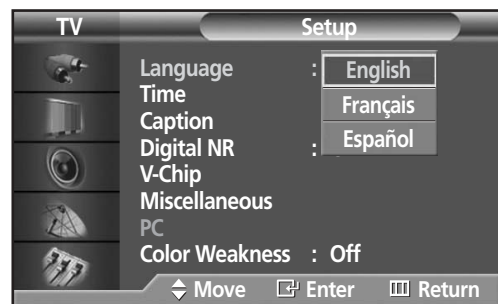 TV Setup
Language : English
Français
Español
Time
Caption
Digital NR :
V-Chip
Miscellaneous
PC
Color Weakness : Off
Move Enter Return